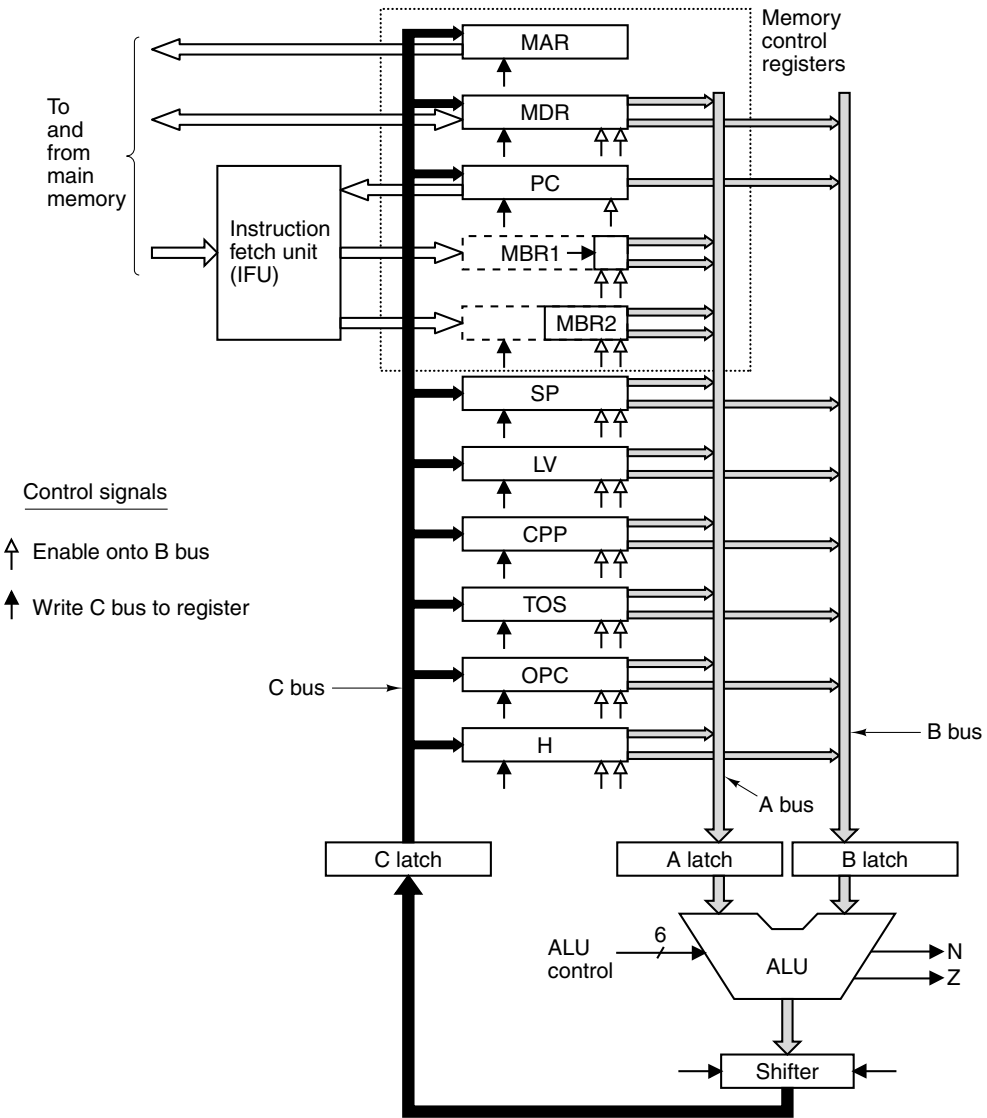 Memory
control
registers
MAR
To
and
from
main
memory
MDR
PC
Instruction
fetch unit
(IFU)
MBR1
MBR2
SP
LV
Control signals
CPP
Enable onto B bus
Write C bus to register
TOS
OPC
C bus
B bus
H
A bus
C latch
A latch
B latch
ALU
control
6
ALU
N
Z
Shifter